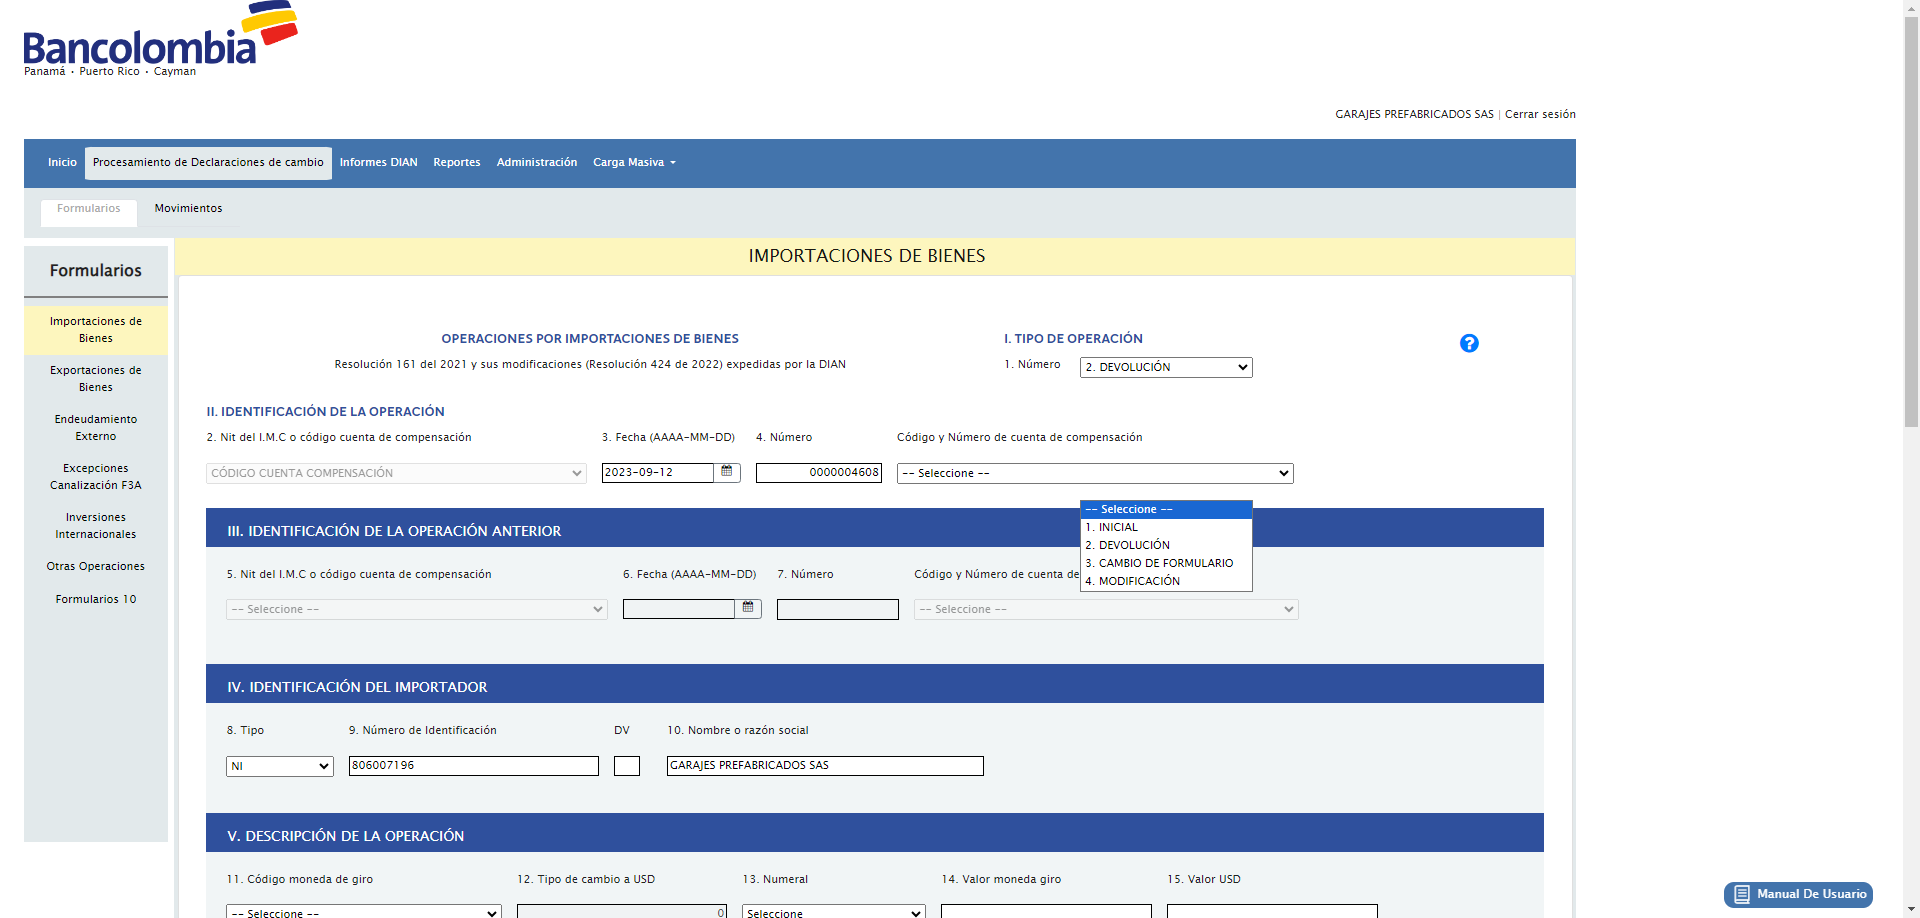 Bancolombia
Panamá · Puerto Rico · Cayman
GARAJES PREFABRICADOS SAS | Cerrar sesión
Inicio Procesamiento de Declaraciones de cambio Informes DIAN Reportes Administración Carga Masiva
Formularios Movimientos
Formularios
Importaciones de
Bienes
Exportaciones de
Bienes
Endeudamiento
Externo
Excepciones
Canalización F3A
Inversiones
Internacionales
Otras Operaciones
Formularios 10
IMPORTACIONES DE BIENES
OPERACIONES POR IMPORTACIONES DE BIENES
Resolución 161 del 2021 y sus modificaciones (Resolución 424 de 2022) expedidas por la DIAN
I. TIPO DE OPERACIÓN
1. Número 2. DEVOLUCIÓN
?
II. IDENTIFICACIÓN DE LA OPERACIÓN
2. Nit del I.M.C o código cuenta de compensación 3. Fecha (AAAA-MM-DD) 4. Número Código y Número de cuenta de compensación
CÓDIGO CUENTA COMPENSACIÓN 2023-09-12 0000004608 -- Seleccione --
-- Seleccione --
1. INICIAL
2. DEVOLUCIÓN
3. CAMBIO DE FORMULARIO
4. MODIFICACIÓN
III. IDENTIFICACIÓN DE LA OPERACIÓN ANTERIOR
5. Nit del I.M.C o código cuenta de compensación 6. Fecha (AAAA-MM-DD) 7. Número Código y Número de cuenta de
-- Seleccione -- -- Seleccione --
IV. IDENTIFICACIÓN DEL IMPORTADOR
8. Tipo 9. Número de Identificación DV 10. Nombre o razón social
NI 806007196 GARAJES PREFABRICADOS SAS
V. DESCRIPCIÓN DE LA OPERACIÓN
11. Código moneda de giro 12. Tipo de cambio a USD 13. Numeral 14. Valor moneda giro 15. Valor USD
-- Seleccione -- 0 Seleccione
Manual De Usuario